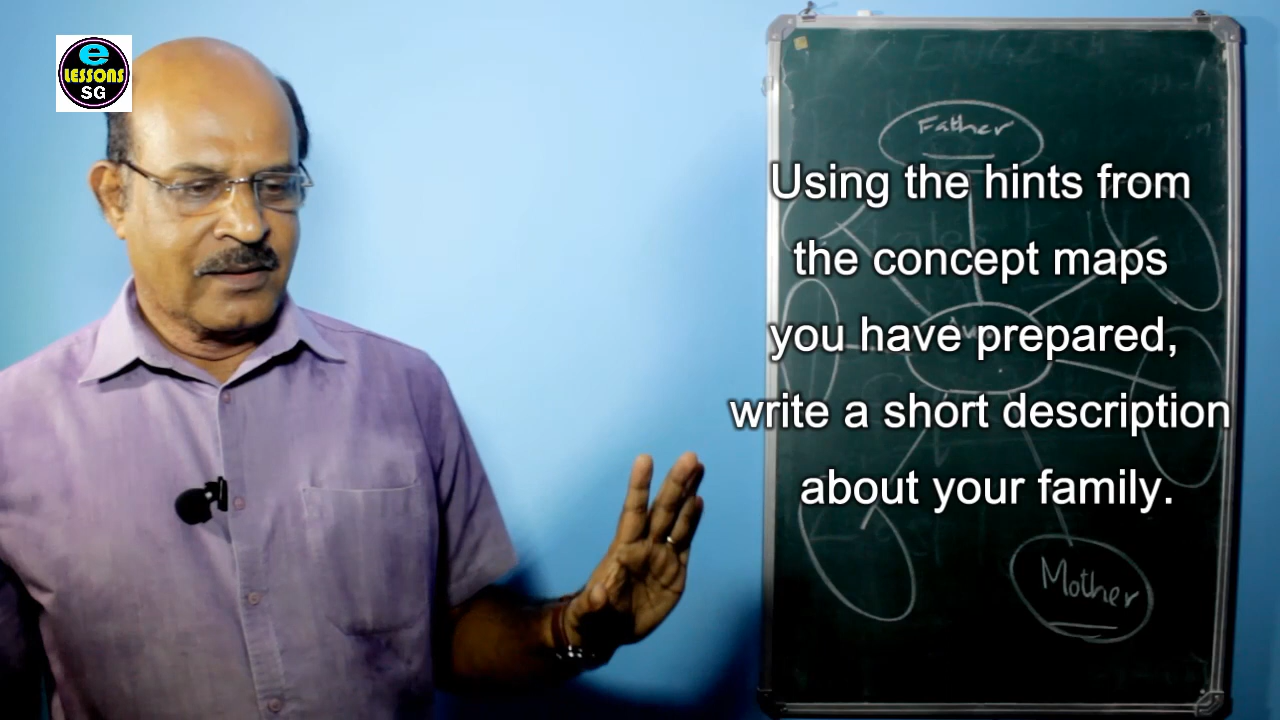 e
LESSONS
SG
Father
Using the hints from
the concept maps
you have prepared,
write a short description
about your family.
Mother